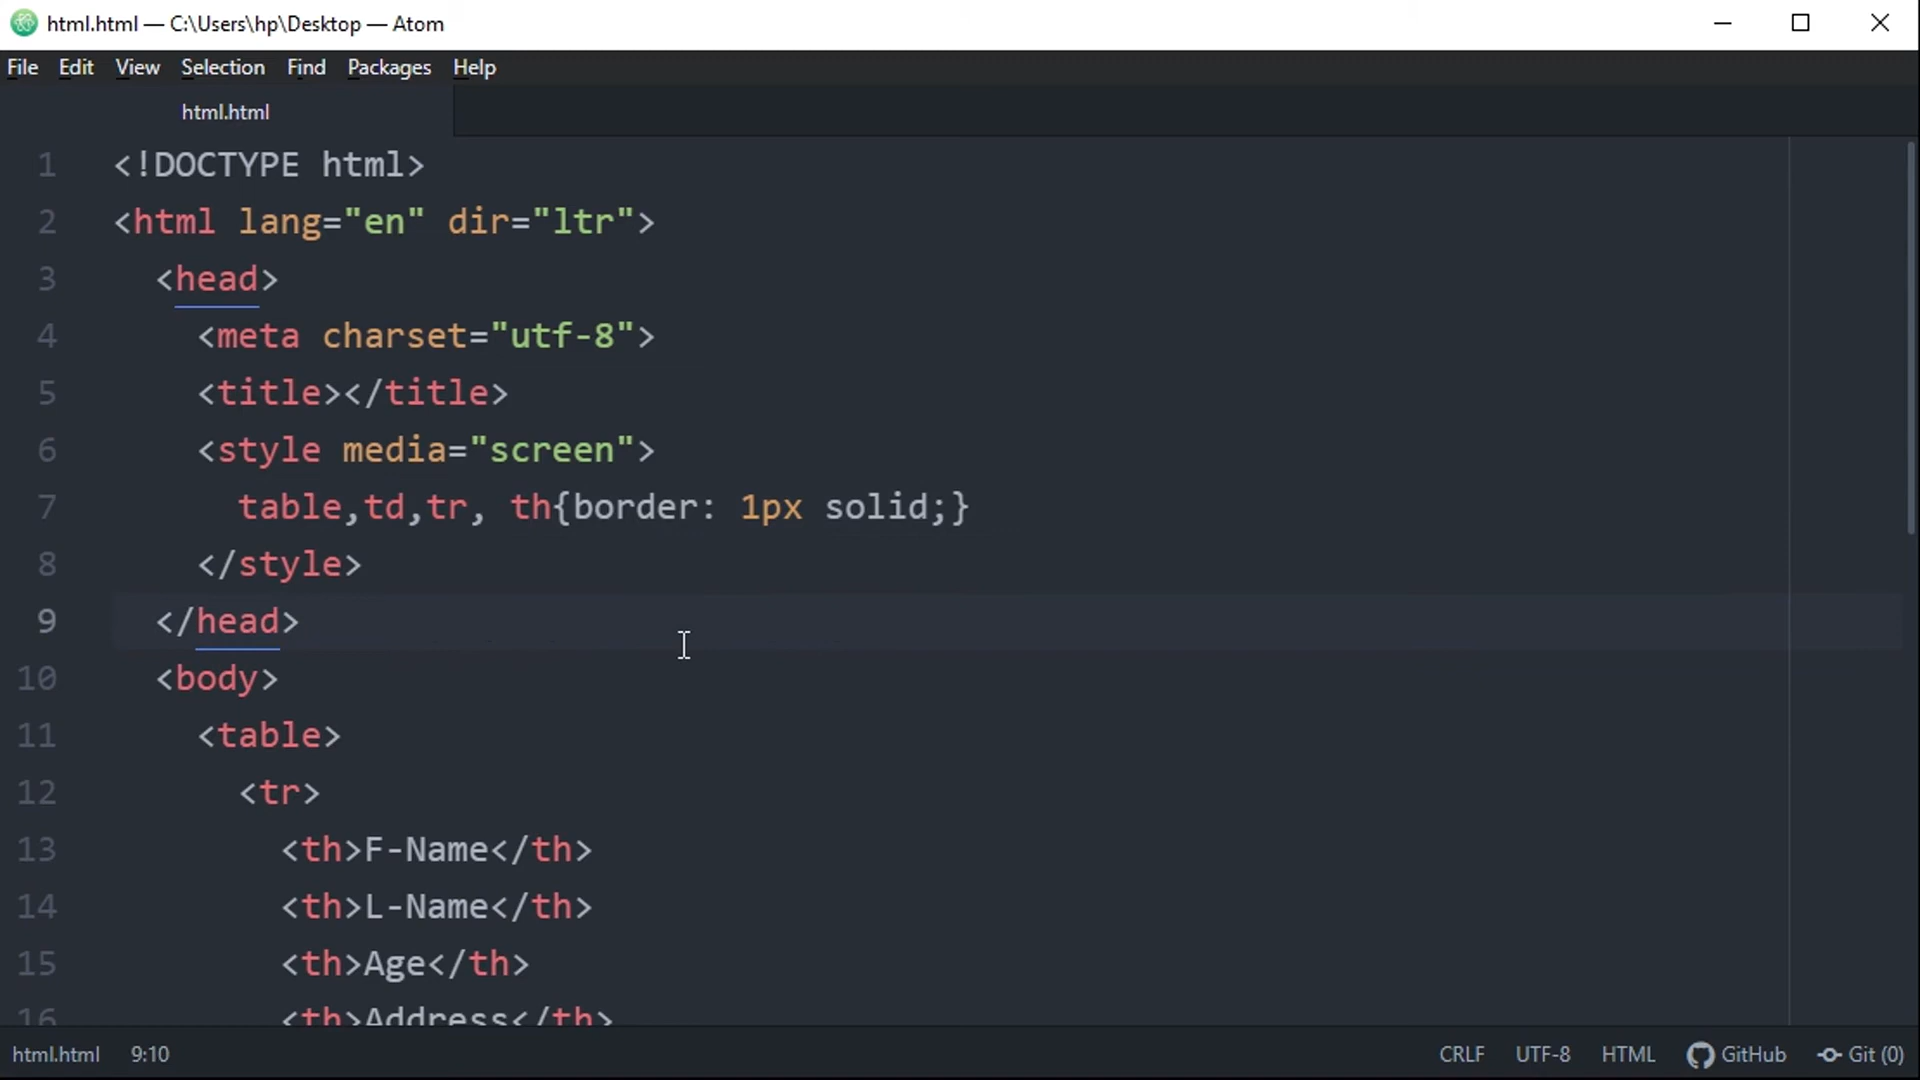 html.html — C:\Users\hp\Desktop — Atom
File Edit View Selection Find Packages Help
html.html
1 <!DOCTYPE html>
2 <html lang="en" dir="ltr">
3 <head>
4 <meta charset="utf-8">
5 <title></title>
6 <style media="screen">
7 table,td,tr, th{border: 1px solid;}
8 </style>
9 </head>
10 <body>
11 <table>
12 <tr>
13 <th>F-Name</th>
14 <th>L-Name</th>
15 <th>Age</th>
16 <th>Address</th>
html.html 9:10 CRLF UTF-8 HTML GitHub Git (0)